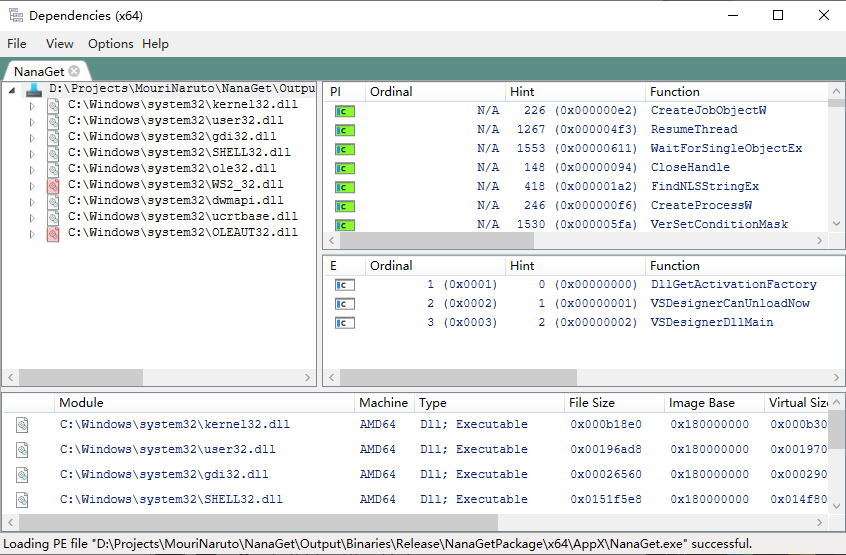 Dependencies (x64)
File View Options Help
NanaGet
D:\Projects\MouriNaruto\NanaGet\Outpu
C:\Windows\system32\kernel32.dll
C:\Windows\system32\user32.dll
C:\Windows\system32\gdi32.dll
C:\Windows\system32\SHELL32.dll
C:\Windows\system32\ole32.dll
C:\Windows\system32\WS2_32.dll
C:\Windows\system32\dwmapi.dll
C:\Windows\system32\ucrtbase.dll
C:\Windows\system32\OLEAUT32.dll
PI Ordinal Hint Function
C N/A 226 (0x000000e2) CreateJobObjectW
C N/A 1267 (0x000004f3) ResumeThread
C N/A 1553 (0x00000611) WaitForSingleObjectEx
C N/A 148 (0x00000094) CloseHandle
C N/A 418 (0x000001a2) FindNLSStringEx
C N/A 246 (0x000000f6) CreateProcessW
C N/A 1530 (0x000005fa) VerSetConditionMask
E Ordinal Hint Function
C 1 (0x0001) 0 (0x00000000) DllGetActivationFactory
C 2 (0x0002) 1 (0x00000001) VSDesignerCanUnloadNow
C 3 (0x0003) 2 (0x00000002) VSDesignerDllMain
Module Machine Type File Size Image Base Virtual Size
C:\Windows\system32\kernel32.dll AMD64 Dll; Executable 0x000b18e0 0x180000000 0x000b30
C:\Windows\system32\user32.dll AMD64 Dll; Executable 0x00196ad8 0x180000000 0x001970
C:\Windows\system32\gdi32.dll AMD64 Dll; Executable 0x00026560 0x180000000 0x000290
C:\Windows\system32\SHELL32.dll AMD64 Dll; Executable 0x0151f5e8 0x180000000 0x014f80
Loading PE file "D:\Projects\MouriNaruto\NanaGet\Output\Binaries\Release\NanaGetPackage\x64\AppX\NanaGet.exe" successful.